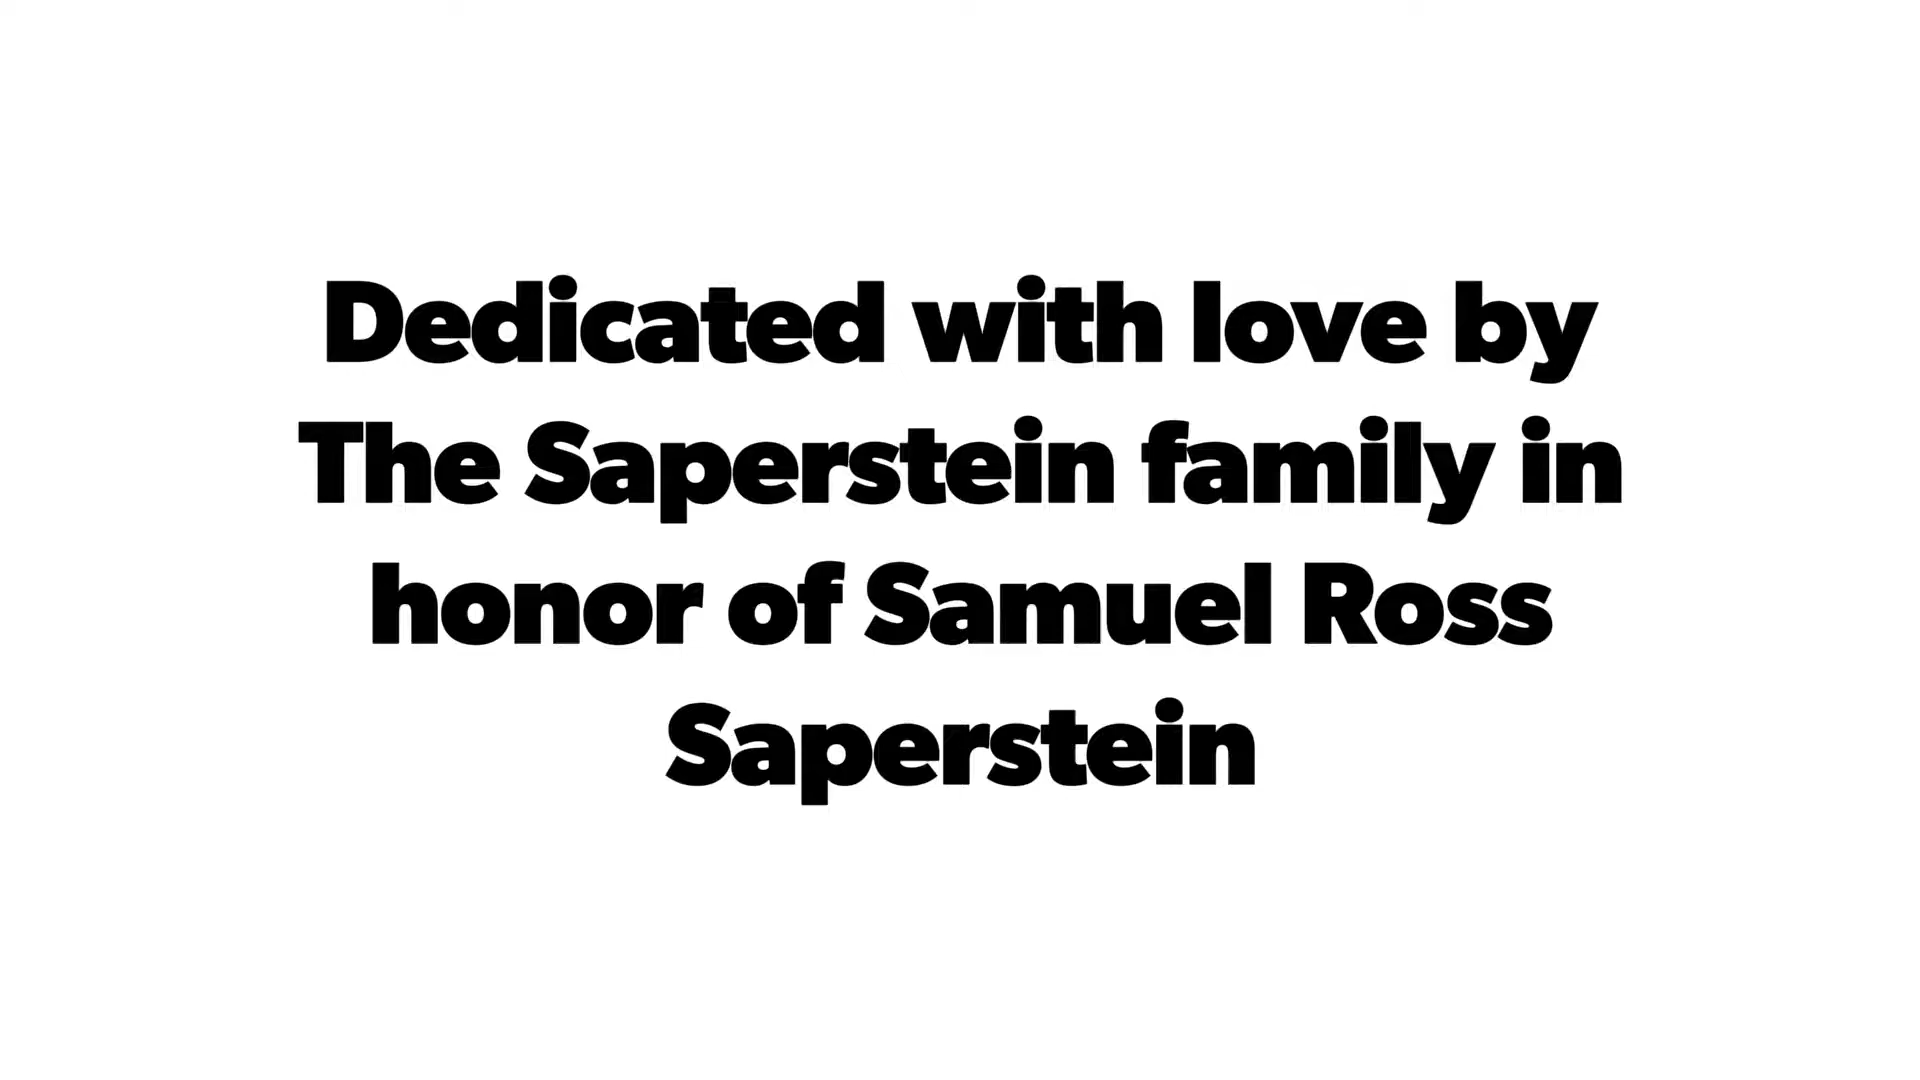 Dedicated with love by
The Saperstein family in
honor of Samuel Ross
Saperstein